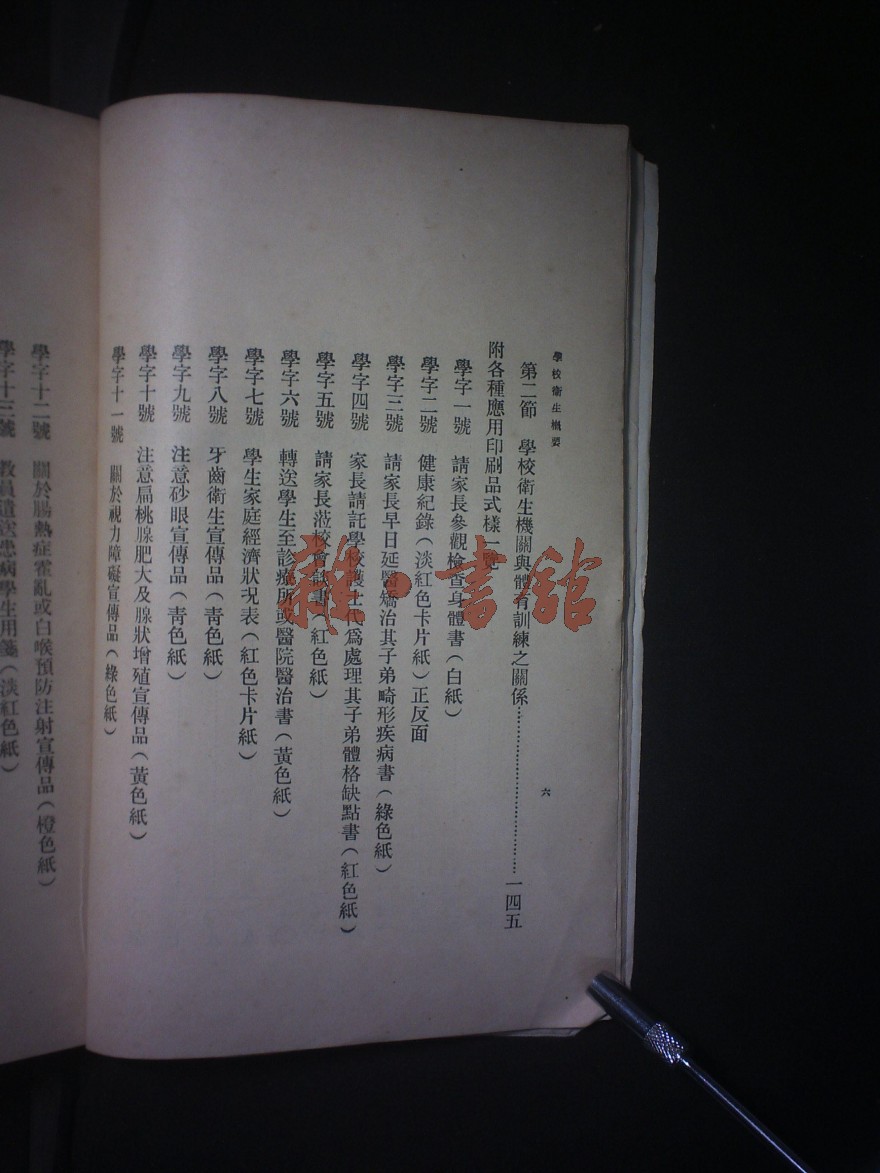 學校衛生槪要
六
第二節　學校衛生機關與體育訓練之關係……………………………一四五
附各種應用印刷品式樣一覽
學字一號　請家長參觀檢查身體書（白紙）
學字二號　健康紀錄（淡紅色卡片紙）正反面
學字三號　請家長早日延醫矯治其子弟畸形疾病書（綠色紙）
學字四號　家長請託學校護士代爲處理其子弟體格缺點書（紅色紙）
學字五號　請家長蒞校會談書（紅色紙）
學字六號　轉送學生至診療所或醫院醫治書（黃色紙）
學字七號　學生家庭經濟狀況表（紅色卡片紙）
學字八號　牙齒衛生宣傳品（靑色紙）
學字九號　注意砂眼宣傳品（靑色紙）
學字十號　注意扁桃腺肥大及腺狀增殖宣傳品（黃色紙）
學字十一號　關於視力障礙宣傳品（綠色紙）
學字十二號　關於腸熱症霍亂或白喉預防注射宣傳品（橙色紙）
學字十三號　教員遣送患病學生用箋（淡紅色紙）
雜·書館